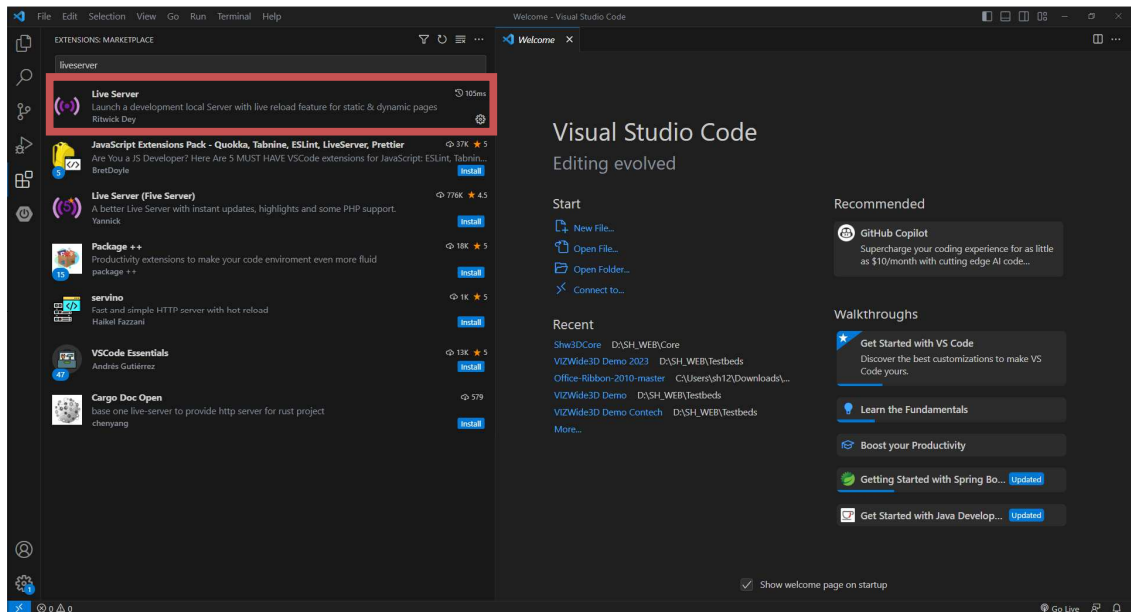 File Edit Selection View Go Run Terminal Help
Welcome - Visual Studio Code
EXTENSIONS: MARKETPLACE
liveserver
Live Server
105ms
Launch a development local Server with live reload feature for static & dynamic pages
Ritwick Dey
JavaScript Extensions Pack - Quokka, Tabnine, ESLint, LiveServer, Prettier
37K ★ 5
Are You a JS Developer? Here Are 5 MUST HAVE VSCode extensions for JavaScript: ESLint, Tabnin...
BretDoyle
Install
5
Live Server (Five Server)
776K ★ 4.5
A better Live Server with instant updates, highlights and some PHP support.
Yannick
Install
Package ++
18K ★ 5
Productivity extensions to make your code enviroment even more fluid
package ++
Install
15
servino
1K ★ 5
Fast and simple HTTP server with hot reload
Haikel Fazzani
Install
VSCode Essentials
13K ★ 5
Andrés Gutiérrez
Install
47
Cargo Doc Open
579
base one live-server to provide http server for rust project
chenyang
Install
Welcome
Visual Studio Code
Editing evolved
Start
New File...
Open File...
Open Folder...
Connect to...
Recent
Shw3DCore D:\SH_WEB\Core
VIZWide3D Demo 2023 D:\SH_WEB\Testbeds
Office-Ribbon-2010-master C:\Users\sh12\Downloads\...
VIZWide3D Demo D:\SH_WEB\Testbeds
VIZWide3D Demo Contech D:\SH_WEB\Testbeds
More...
Recommended
GitHub Copilot
Supercharge your coding experience for as little
as $10/month with cutting edge AI code...
Walkthroughs
Get Started with VS Code
Discover the best customizations to make VS
Code yours.
Learn the Fundamentals
Boost your Productivity
Getting Started with Spring Bo... Updated
Get Started with Java Develop... Updated
Show welcome page on startup
1
0 0
Go Live